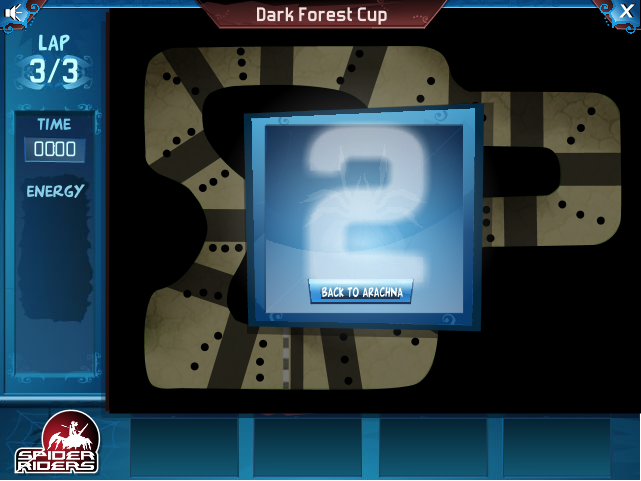 Dark Forest Cup
X
LAP
3/3
TIME
0000
ENERGY
2
BACK TO ARACHNA
SPIDER
RIDERS